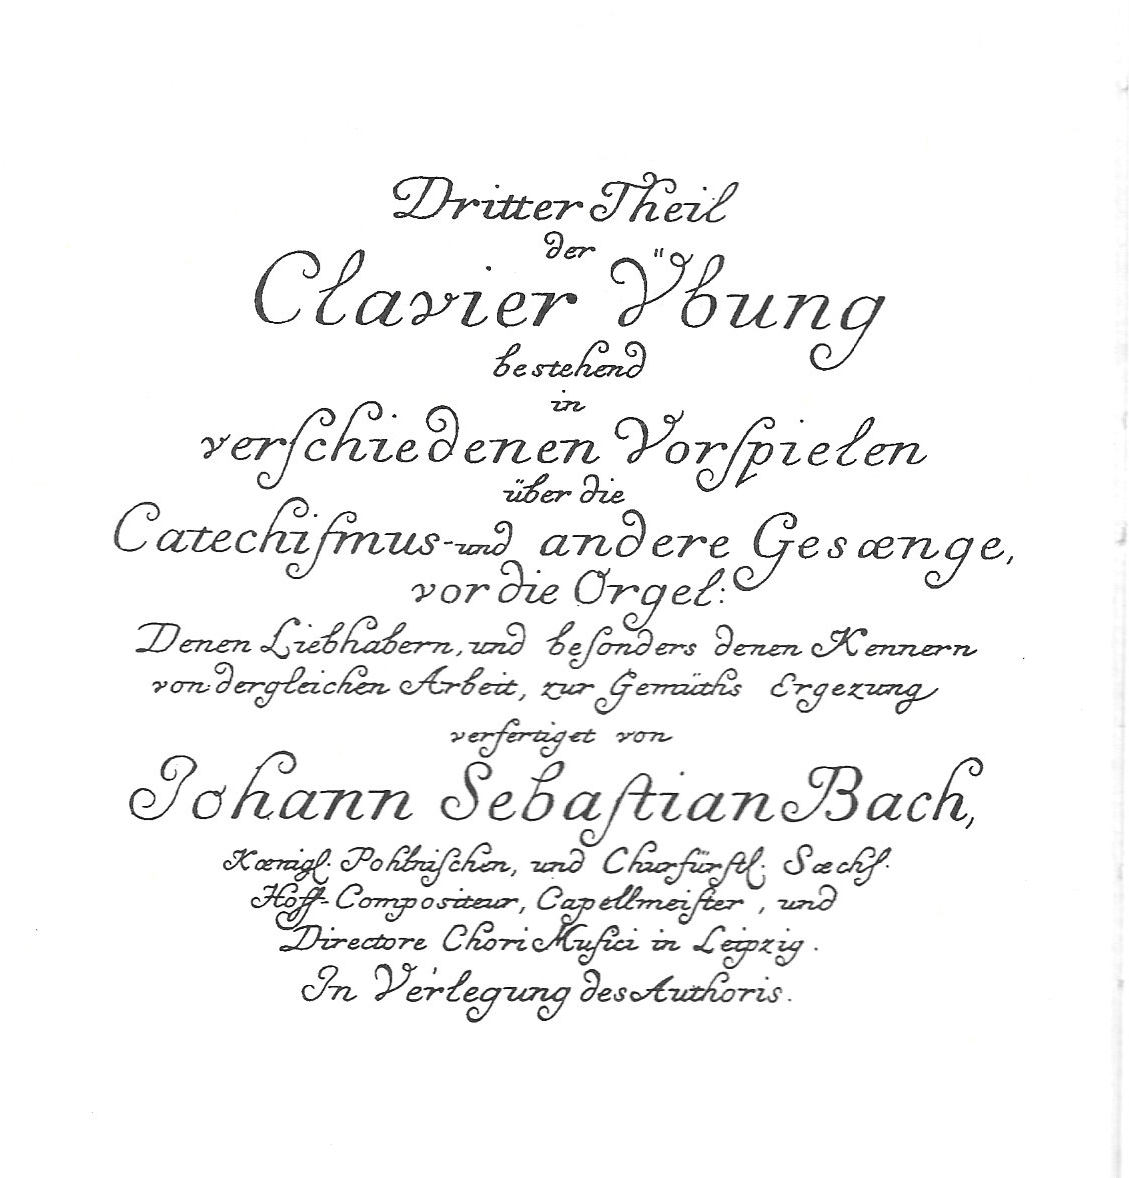 Dritter Theil
der
Clavier Übung
bestehend
in
verschiedenen Vorspielen
über die
Catechismus- und andere Gesænge,
vor die Orgel:
Denen Liebhabern, und besonders denen Kennern
von dergleichen Arbeit, zur Gemüths Ergezung
verfertiget von
Johann Sebastian Bach,
Kœnigl. Pohlnischen, und Churfürstl. Sæchs.
Hoff-Compositeur, Capellmeister, und
Directore Chori Musici in Leipzig.
In Verlegung des Authoris.